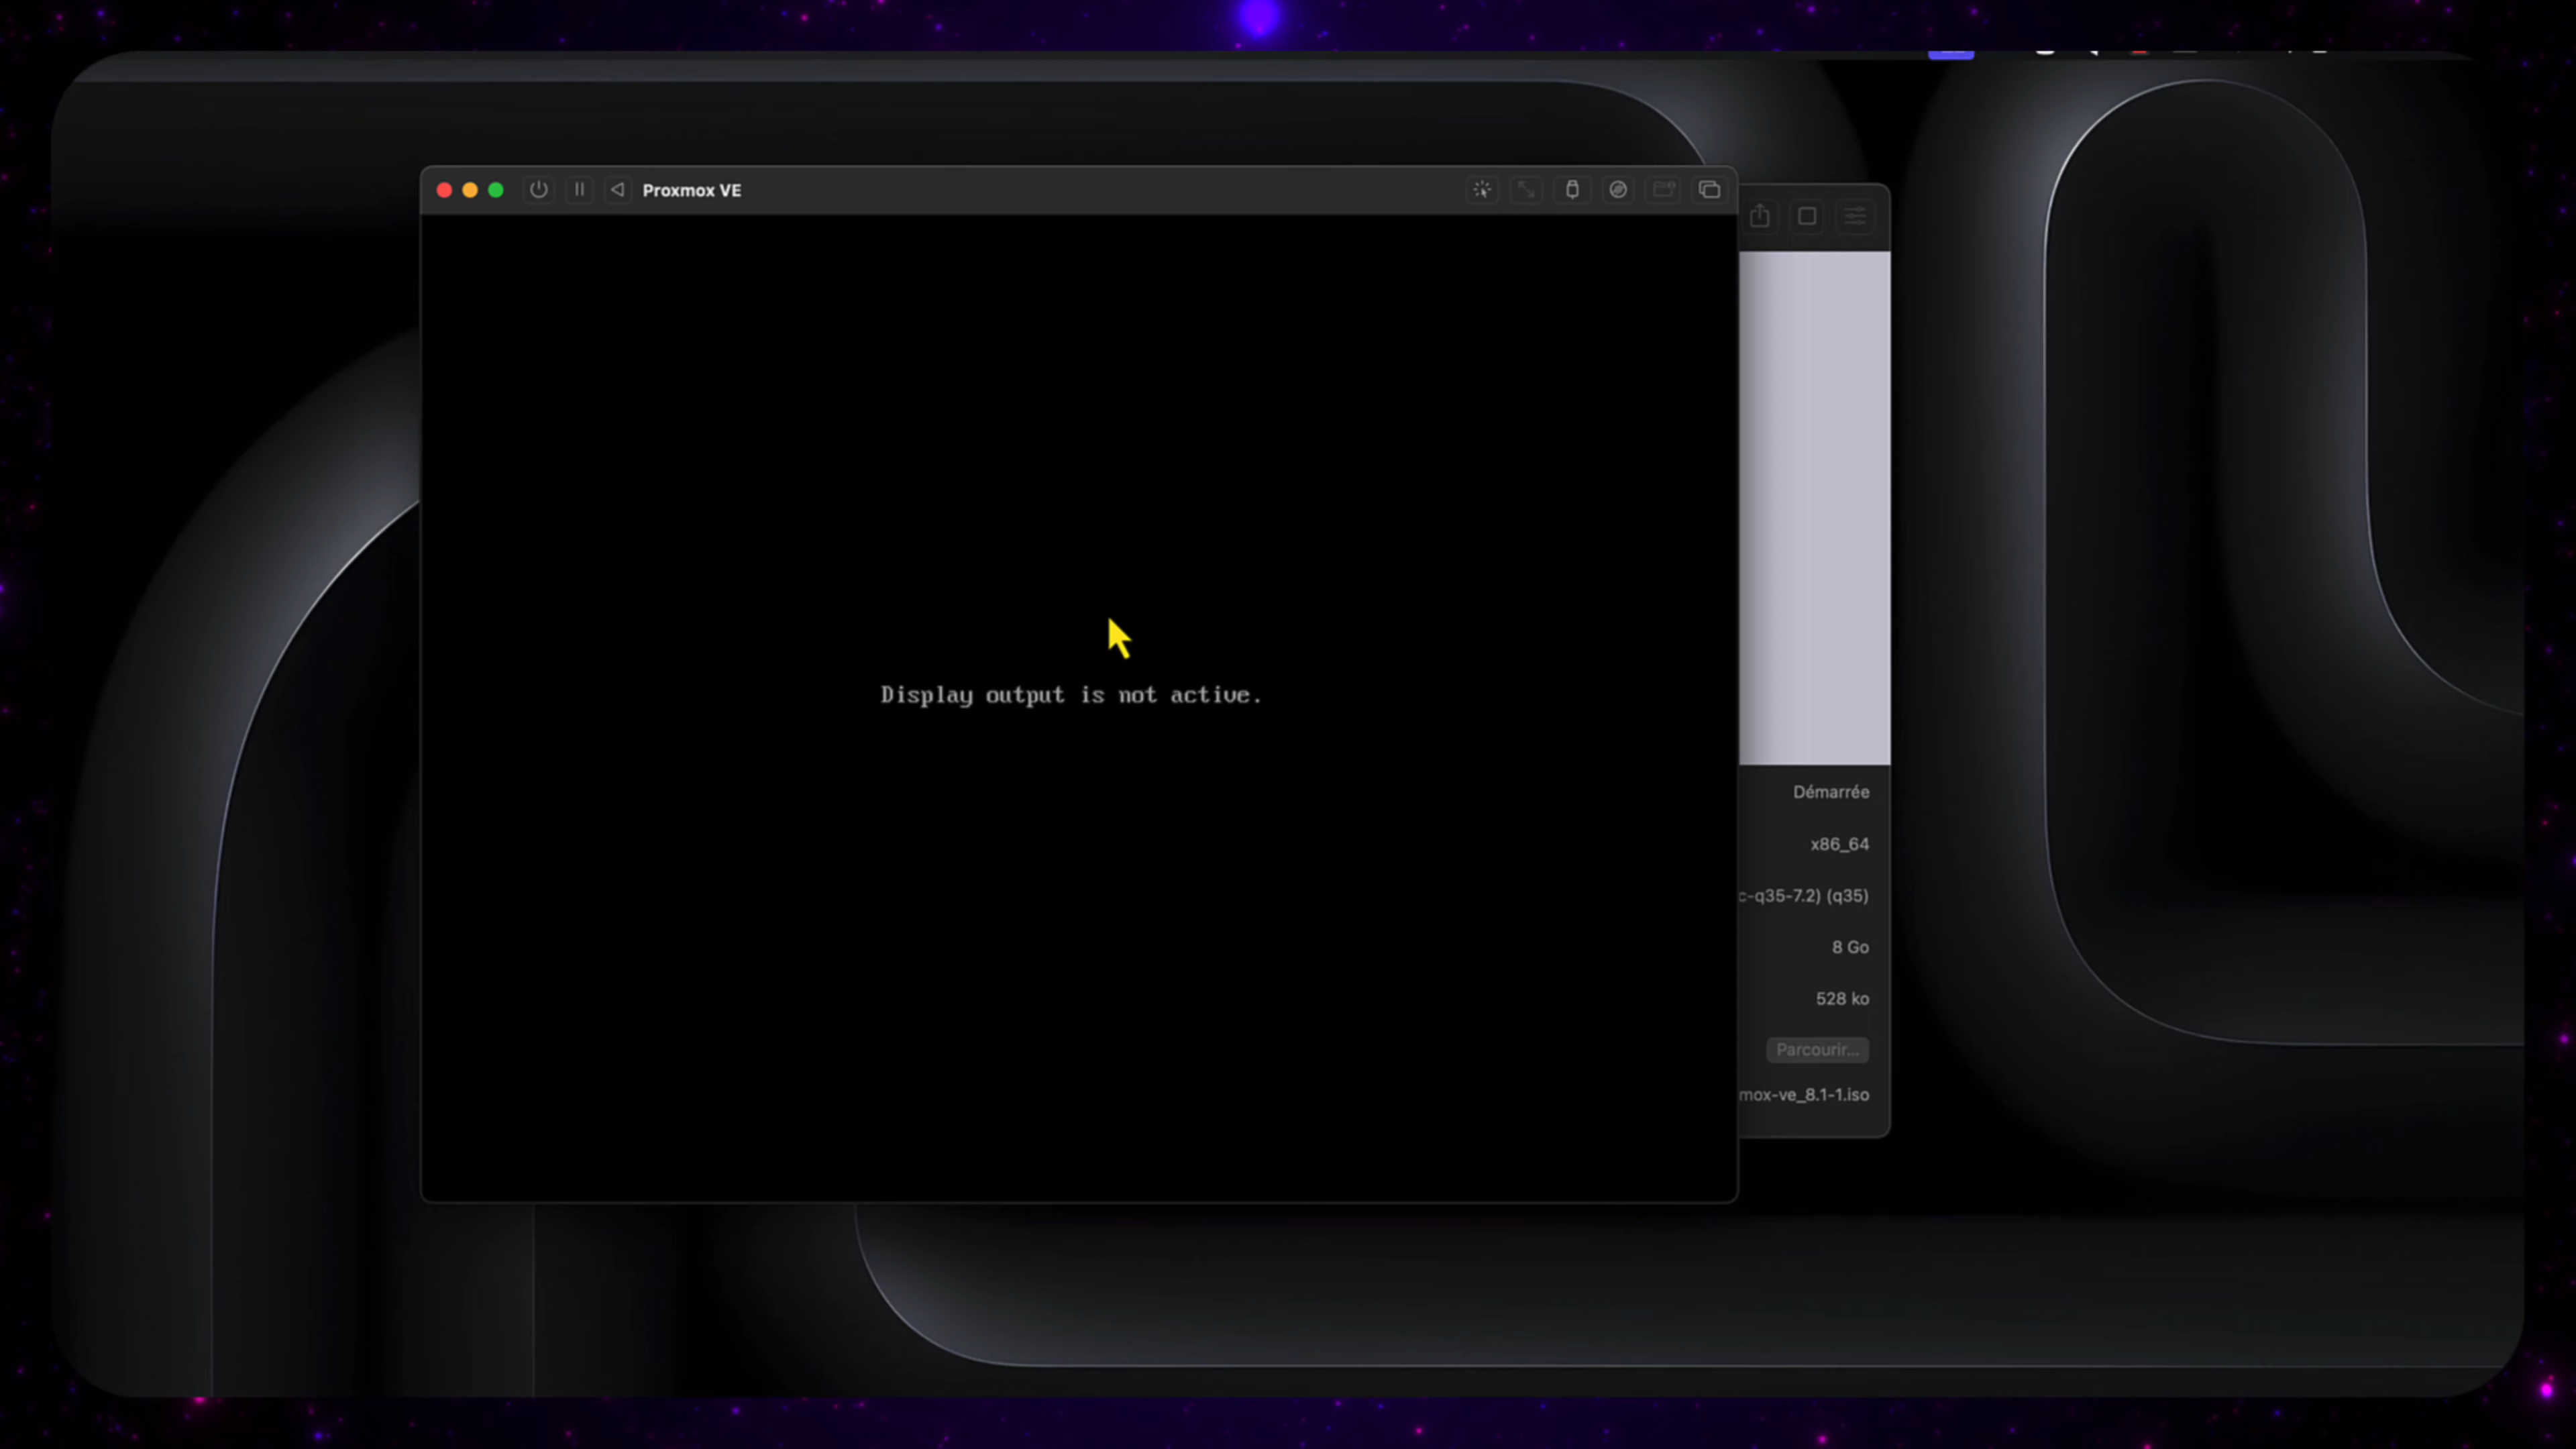 Proxmox VE
Display output is not active.
Démarrée
x86_64
c-q35-7.2) (q35)
8 Go
528 ko
Parcourir...
mox-ve_8.1-1.iso